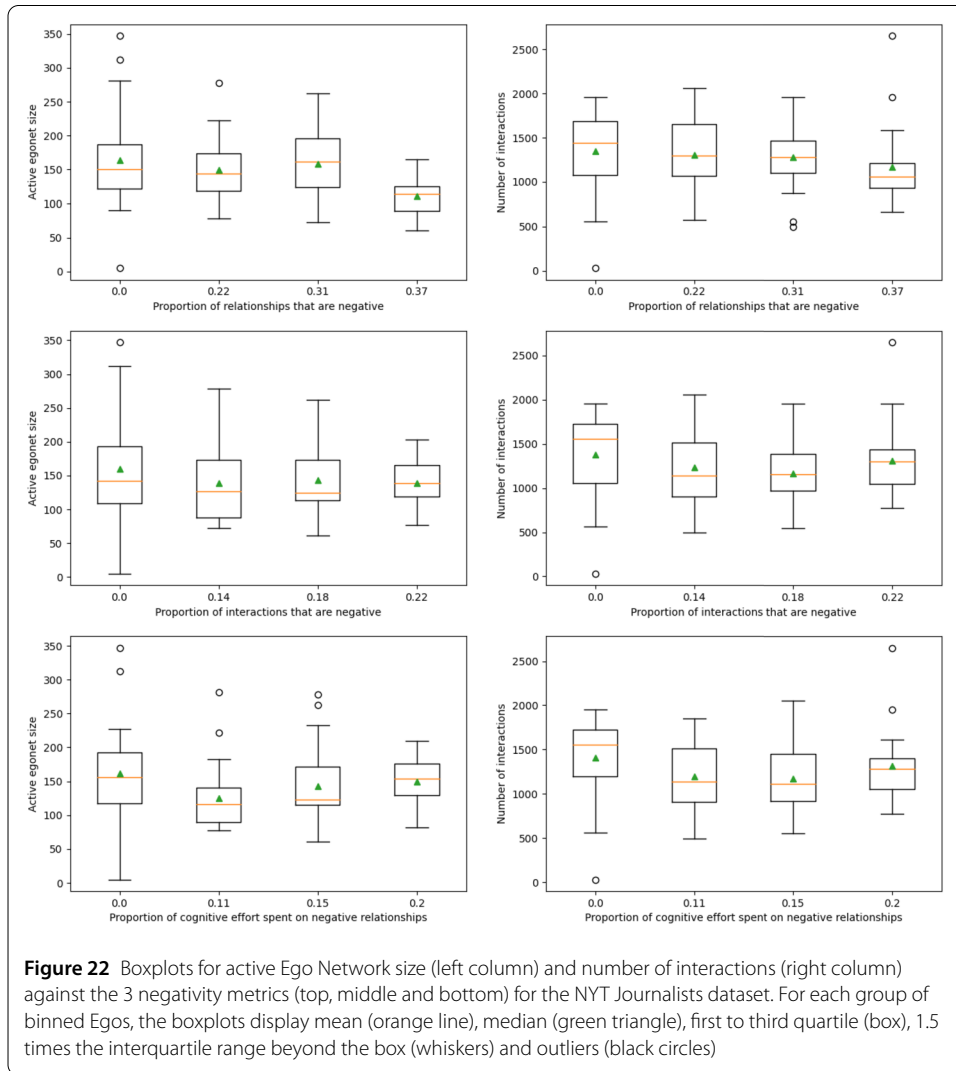 350
300
250
200
150
100
50
0
Active egonet size
0.0 0.22 0.31 0.37
Proportion of relationships that are negative
2500
2000
1500
1000
500
0
Number of interactions
0.0 0.22 0.31 0.37
Proportion of relationships that are negative
350
300
250
200
150
100
50
0
Active egonet size
0.0 0.14 0.18 0.22
Proportion of interactions that are negative
2500
2000
1500
1000
500
0
Number of interactions
0.0 0.14 0.18 0.22
Proportion of interactions that are negative
350
300
250
200
150
100
50
0
Active egonet size
0.0 0.11 0.15 0.2
Proportion of cognitive effort spent on negative relationships
2500
2000
1500
1000
500
0
Number of interactions
0.0 0.11 0.15 0.2
Proportion of cognitive effort spent on negative relationships
Figure 22 Boxplots for active Ego Network size (left column) and number of interactions (right column)
against the 3 negativity metrics (top, middle and bottom) for the NYT Journalists dataset. For each group of
binned Egos, the boxplots display mean (orange line), median (green triangle), first to third quartile (box), 1.5
times the interquartile range beyond the box (whiskers) and outliers (black circles)